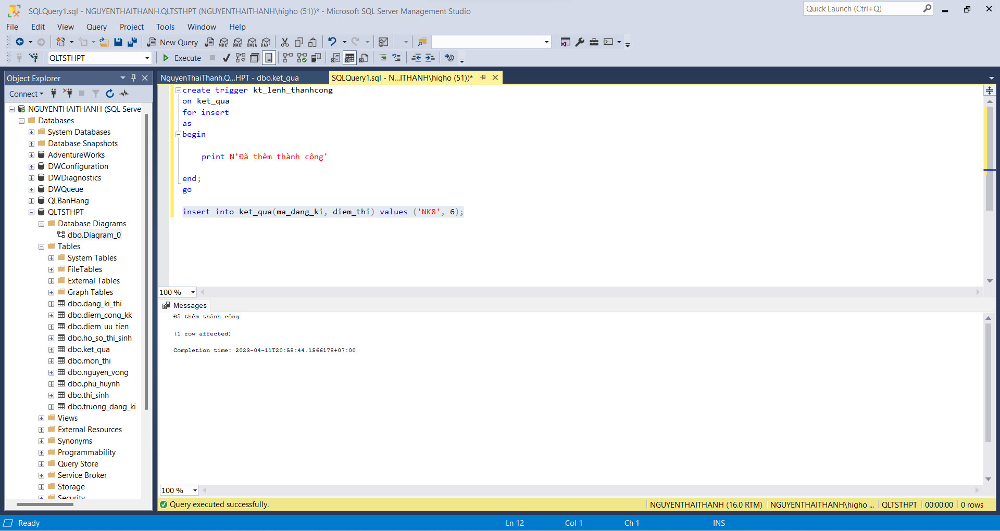 SQLQuery1.sql - NGUYENTHAITHANH.QLTSTHPT (NGUYENTHAITHANH\higho (51))* - Microsoft SQL Server Management Studio
Quick Launch (Ctrl+Q)
File Edit View Query Project Tools Window Help
New Query MDX DMX XMLA DAX
QLTSTHPT Execute
Object Explorer
Connect
NGUYENTHAITHANH (SQL Serve
Databases
System Databases
Database Snapshots
AdventureWorks
DWConfiguration
DWDiagnostics
DWQueue
QLBanHang
QLTSTHPT
Database Diagrams
dbo.Diagram_0
Tables
System Tables
FileTables
External Tables
Graph Tables
dbo.dang_ki_thi
dbo.diem_cong_kk
dbo.diem_uu_tien
dbo.ho_so_thi_sinh
dbo.ket_qua
dbo.mon_thi
dbo.nguyen_vong
dbo.phu_huynh
dbo.thi_sinh
dbo.truong_dang_ki
Views
External Resources
Synonyms
Programmability
Query Store
Service Broker
Storage
Security
NguyenThaiThanh.Q...HPT - dbo.ket_qua
SQLQuery1.sql - N...ITHANH\higho (51))*
create trigger kt_lenh_thanhcong
on ket_qua
for insert
as
begin
print N'Đã thêm thành công'
end;
go
insert into ket_qua(ma_dang_ki, diem_thi) values ('NK8', 6);
100 %
Messages
Đã thêm thành công
(1 row affected)
Completion time: 2023-04-11T20:58:44.1566178+07:00
100 %
Query executed successfully.
NGUYENTHAITHANH (16.0 RTM) NGUYENTHAITHANH\higho ... QLTSTHPT 00:00:00 0 rows
Ready
Ln 12 Col 1 Ch 1 INS